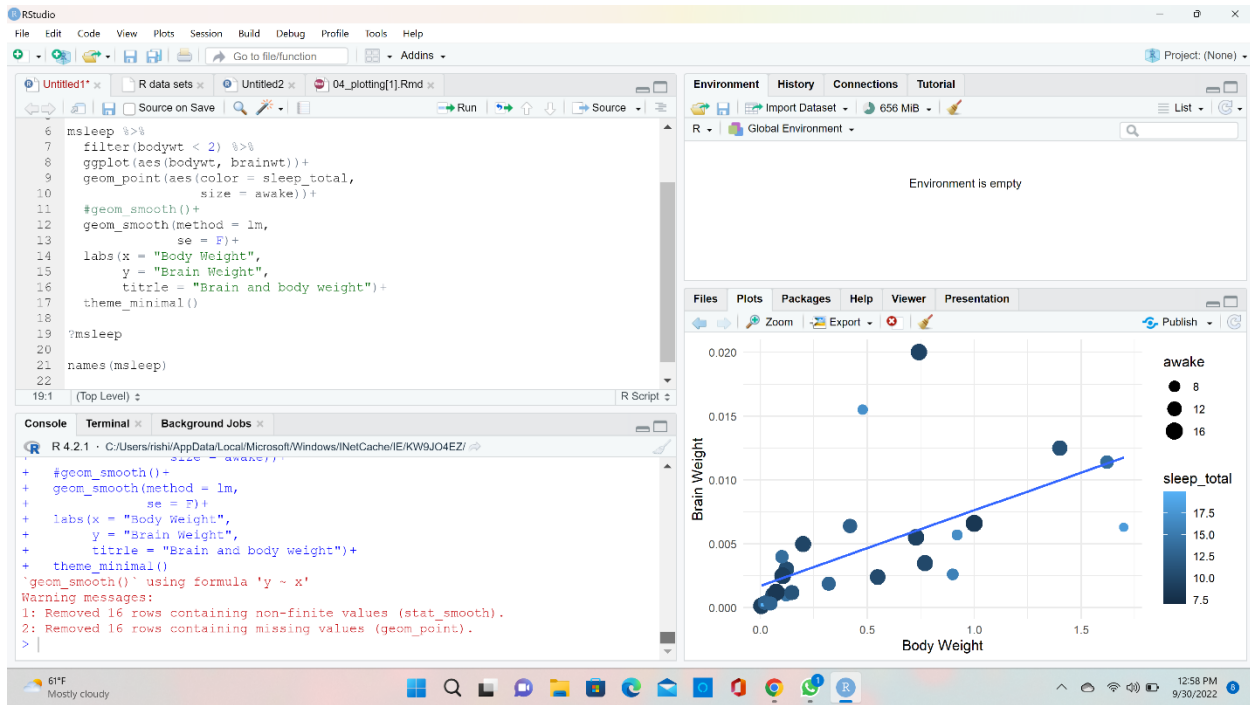 RStudio
File Edit Code View Plots Session Build Debug Profile Tools Help
Go to file/function Addins Project: (None)
Untitled1* R data sets Untitled2 04_plotting[1].Rmd
Source on Save Run Source
6 msleep %>%
7 filter(bodywt < 2) %>%
8 ggplot(aes(bodywt, brainwt))+
9 geom_point(aes(color = sleep_total,
10 size = awake))+
11 #geom_smooth()+
12 geom_smooth(method = lm,
13 se = F)+
14 labs(x = "Body Weight",
15 y = "Brain Weight",
16 titrle = "Brain and body weight")+
17 theme_minimal()
18
19 ?msleep
20
21 names(msleep)
22
19:1 (Top Level) R Script
Console Terminal Background Jobs
R 4.2.1 · C:/Users/rishi/AppData/Local/Microsoft/Windows/INetCache/IE/KW9JO4EZ/
+ size = awake))+
+ #geom_smooth()+
+ geom_smooth(method = lm,
+ se = F)+
+ labs(x = "Body Weight",
+ y = "Brain Weight",
+ titrle = "Brain and body weight")+
+ theme_minimal()
`geom_smooth()` using formula 'y ~ x'
Warning messages:
1: Removed 16 rows containing non-finite values (stat_smooth).
2: Removed 16 rows containing missing values (geom_point).
>
Environment History Connections Tutorial
Import Dataset 656 MiB List
R Global Environment
Environment is empty
Files Plots Packages Help Viewer Presentation
Zoom Export Publish
0.020
0.015
0.010
0.005
0.000
Brain Weight
0.0 0.5 1.0 1.5
Body Weight
awake
8
12
16
sleep_total
17.5
15.0
12.5
10.0
7.5
61°F
Mostly cloudy
1
12:58 PM
9/30/2022
8